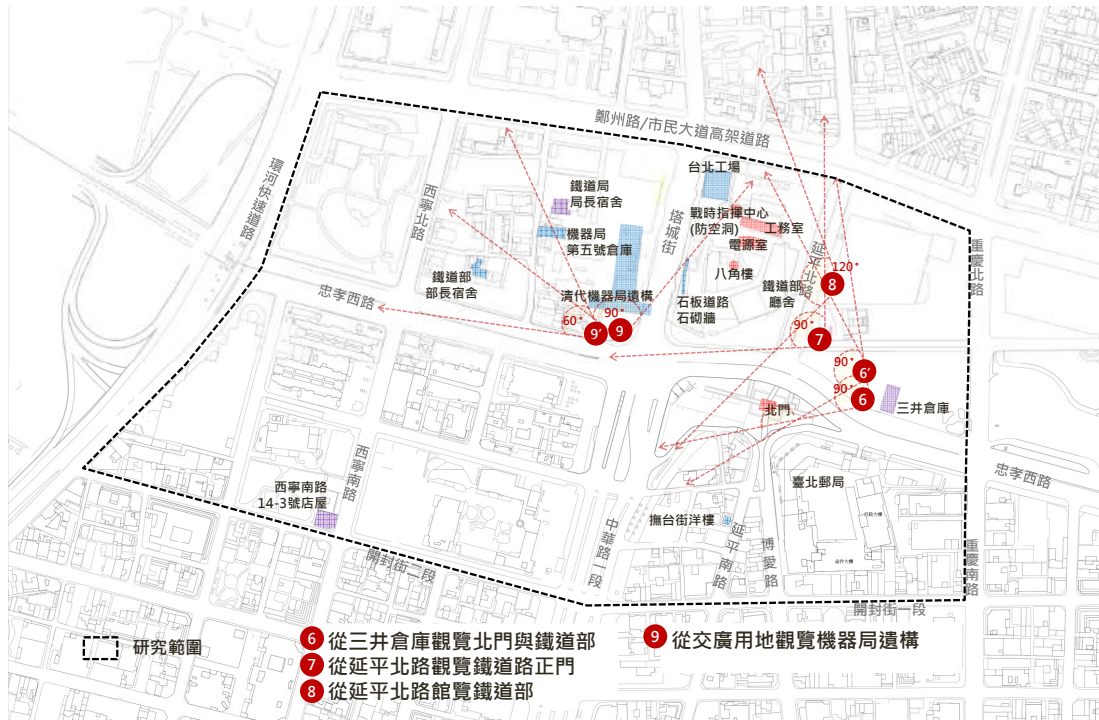 鄭州路/市民大道高架道路
環河快速道路
西寧北路
台北工場
鐵道局
局長宿舍
塔城街
戰時指揮中心
(防空洞)
工務室
電源室
延平北路
重慶北路
機器局
第五號倉庫
八角樓
120°
鐵道部
部長宿舍
鐵道部
廳舍
8
忠孝西路
清代機器局遺構
石板道路
石砌牆
60°
90°
9'
9
90°
7
90°
6'
90°
6
三井倉庫
北門
西寧南路
忠孝西路
臺北郵局
西寧南路
14-3號店屋
行政大樓
撫台街洋樓
中華路一段
延平南路
博愛路
重慶南路
開封街二段
開封街一段
研究範圍
6 從三井倉庫觀覽北門與鐵道部
7 從延平北路觀覽鐵道路正門
8 從延平北路館覽鐵道部
9 從交廣用地觀覽機器局遺構